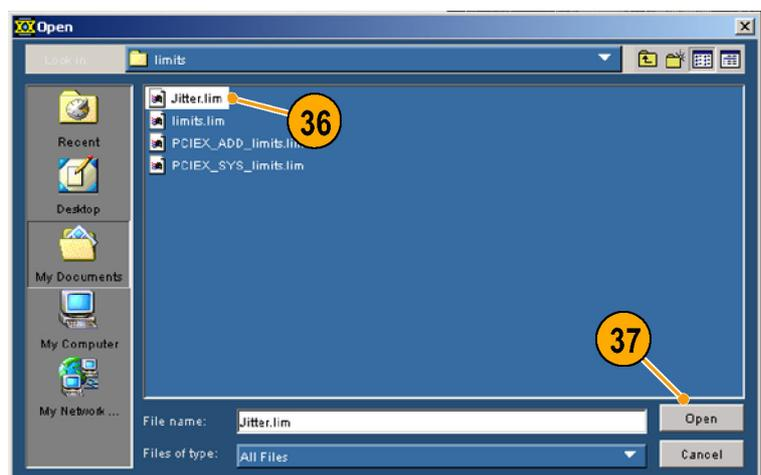 Open
Look in:
limits
Recent
Desktop
My Documents
My Computer
My Network ...
Jitter.lim
limits.lim
PCIEX_ADD_limits.lim
PCIEX_SYS_limits.lim
36
37
File name:
Jitter.lim
Open
Files of type:
All Files
Cancel